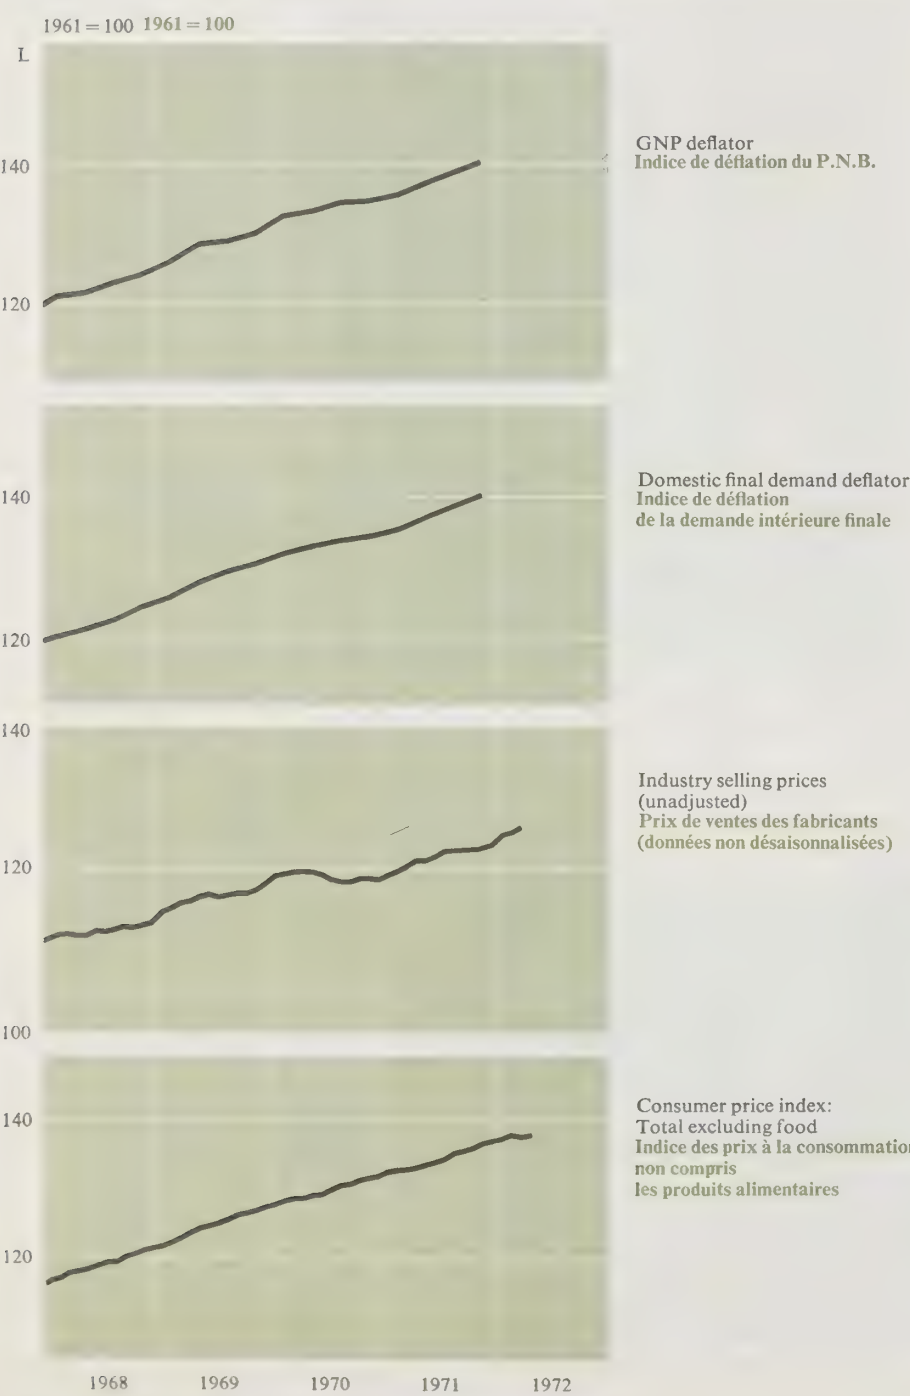 1961 = 100 1961 = 100
L
140
120
GNP deflator
Indice de déflation du P.N.B.
140
120
Domestic final demand deflator
Indice de déflation
de la demande intérieure finale
140
120
100
Industry selling prices
(unadjusted)
Prix de ventes des fabricants
(données non désaisonnalisées)
140
120
Consumer price index:
Total excluding food
Indice des prix à la consommation
non compris
les produits alimentaires
1968 1969 1970 1971 1972